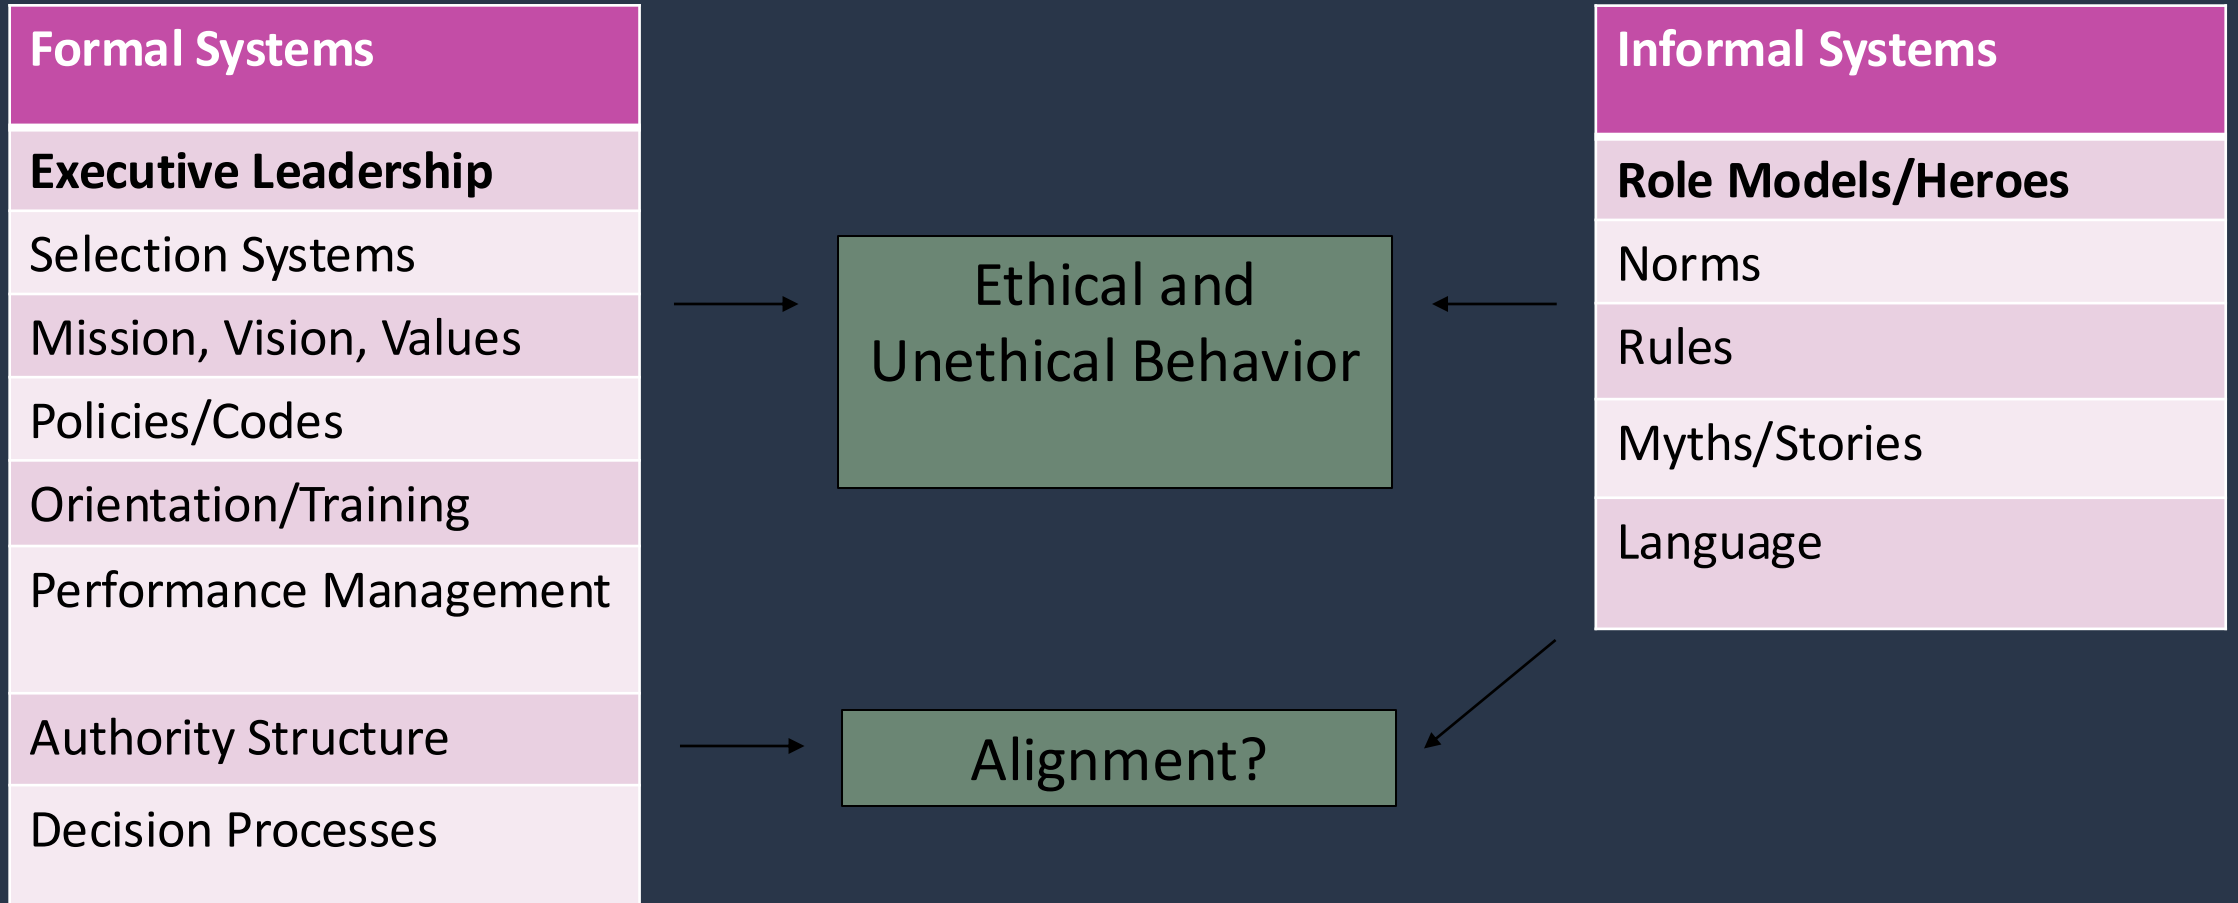 Formal Systems
Executive Leadership
Selection Systems
Mission, Vision, Values
Policies/Codes
Orientation/Training
Performance Management
Authority Structure
Decision Processes
Ethical and
Unethical Behavior
Alignment?
Informal Systems
Role Models/Heroes
Norms
Rules
Myths/Stories
Language